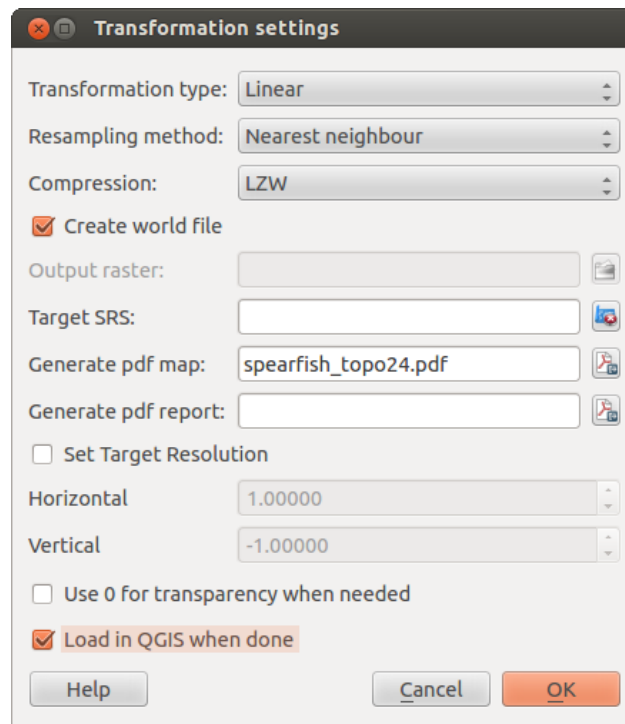 Transformation settings
Transformation type: Linear
Resampling method: Nearest neighbour
Compression: LZW
Create world file
Output raster:
Target SRS:
Generate pdf map: spearfish_topo24.pdf
Generate pdf report:
Set Target Resolution
Horizontal 1.00000
Vertical -1.00000
Use 0 for transparency when needed
Load in QGIS when done
Help Cancel OK